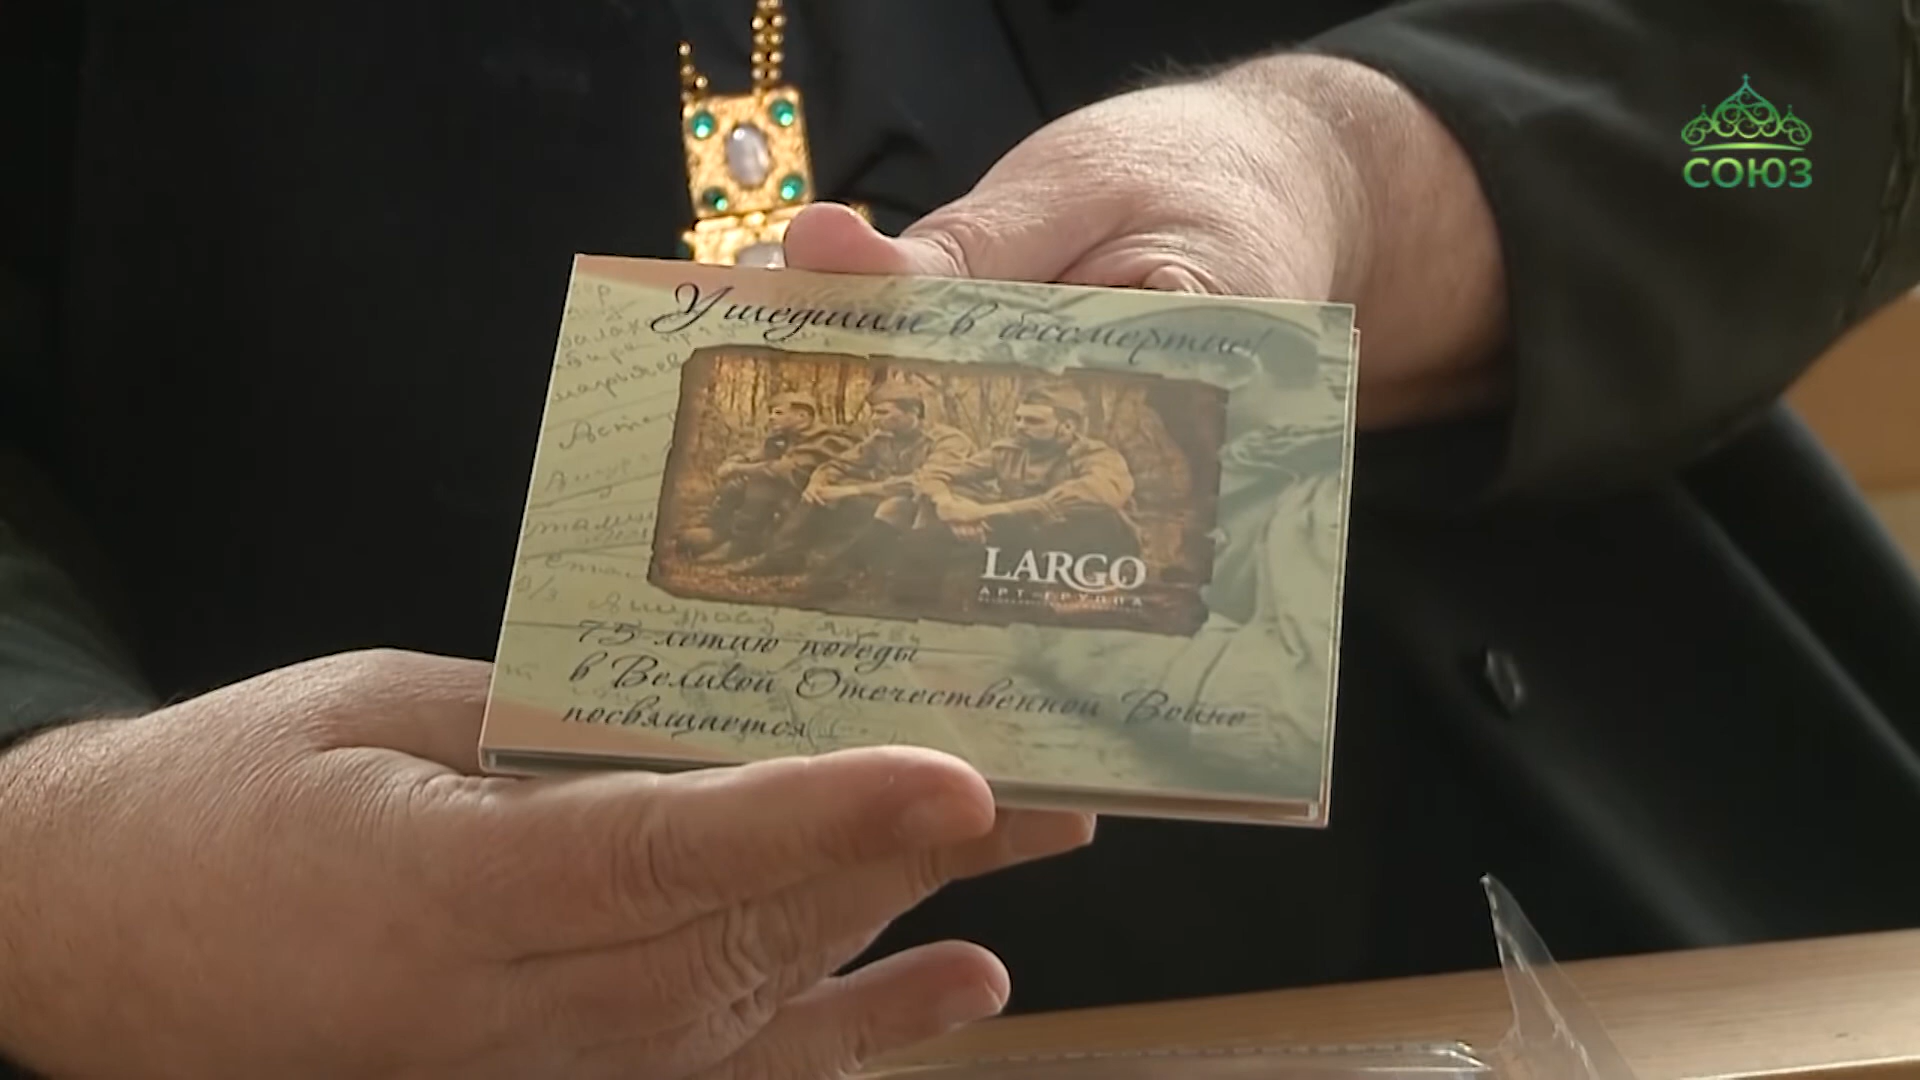 СОЮЗ
Ушедшим в бессмертие!
LARGO
АРТ-ГРУППА
75-летию победы
в Великой Отечественной Войне
посвящается